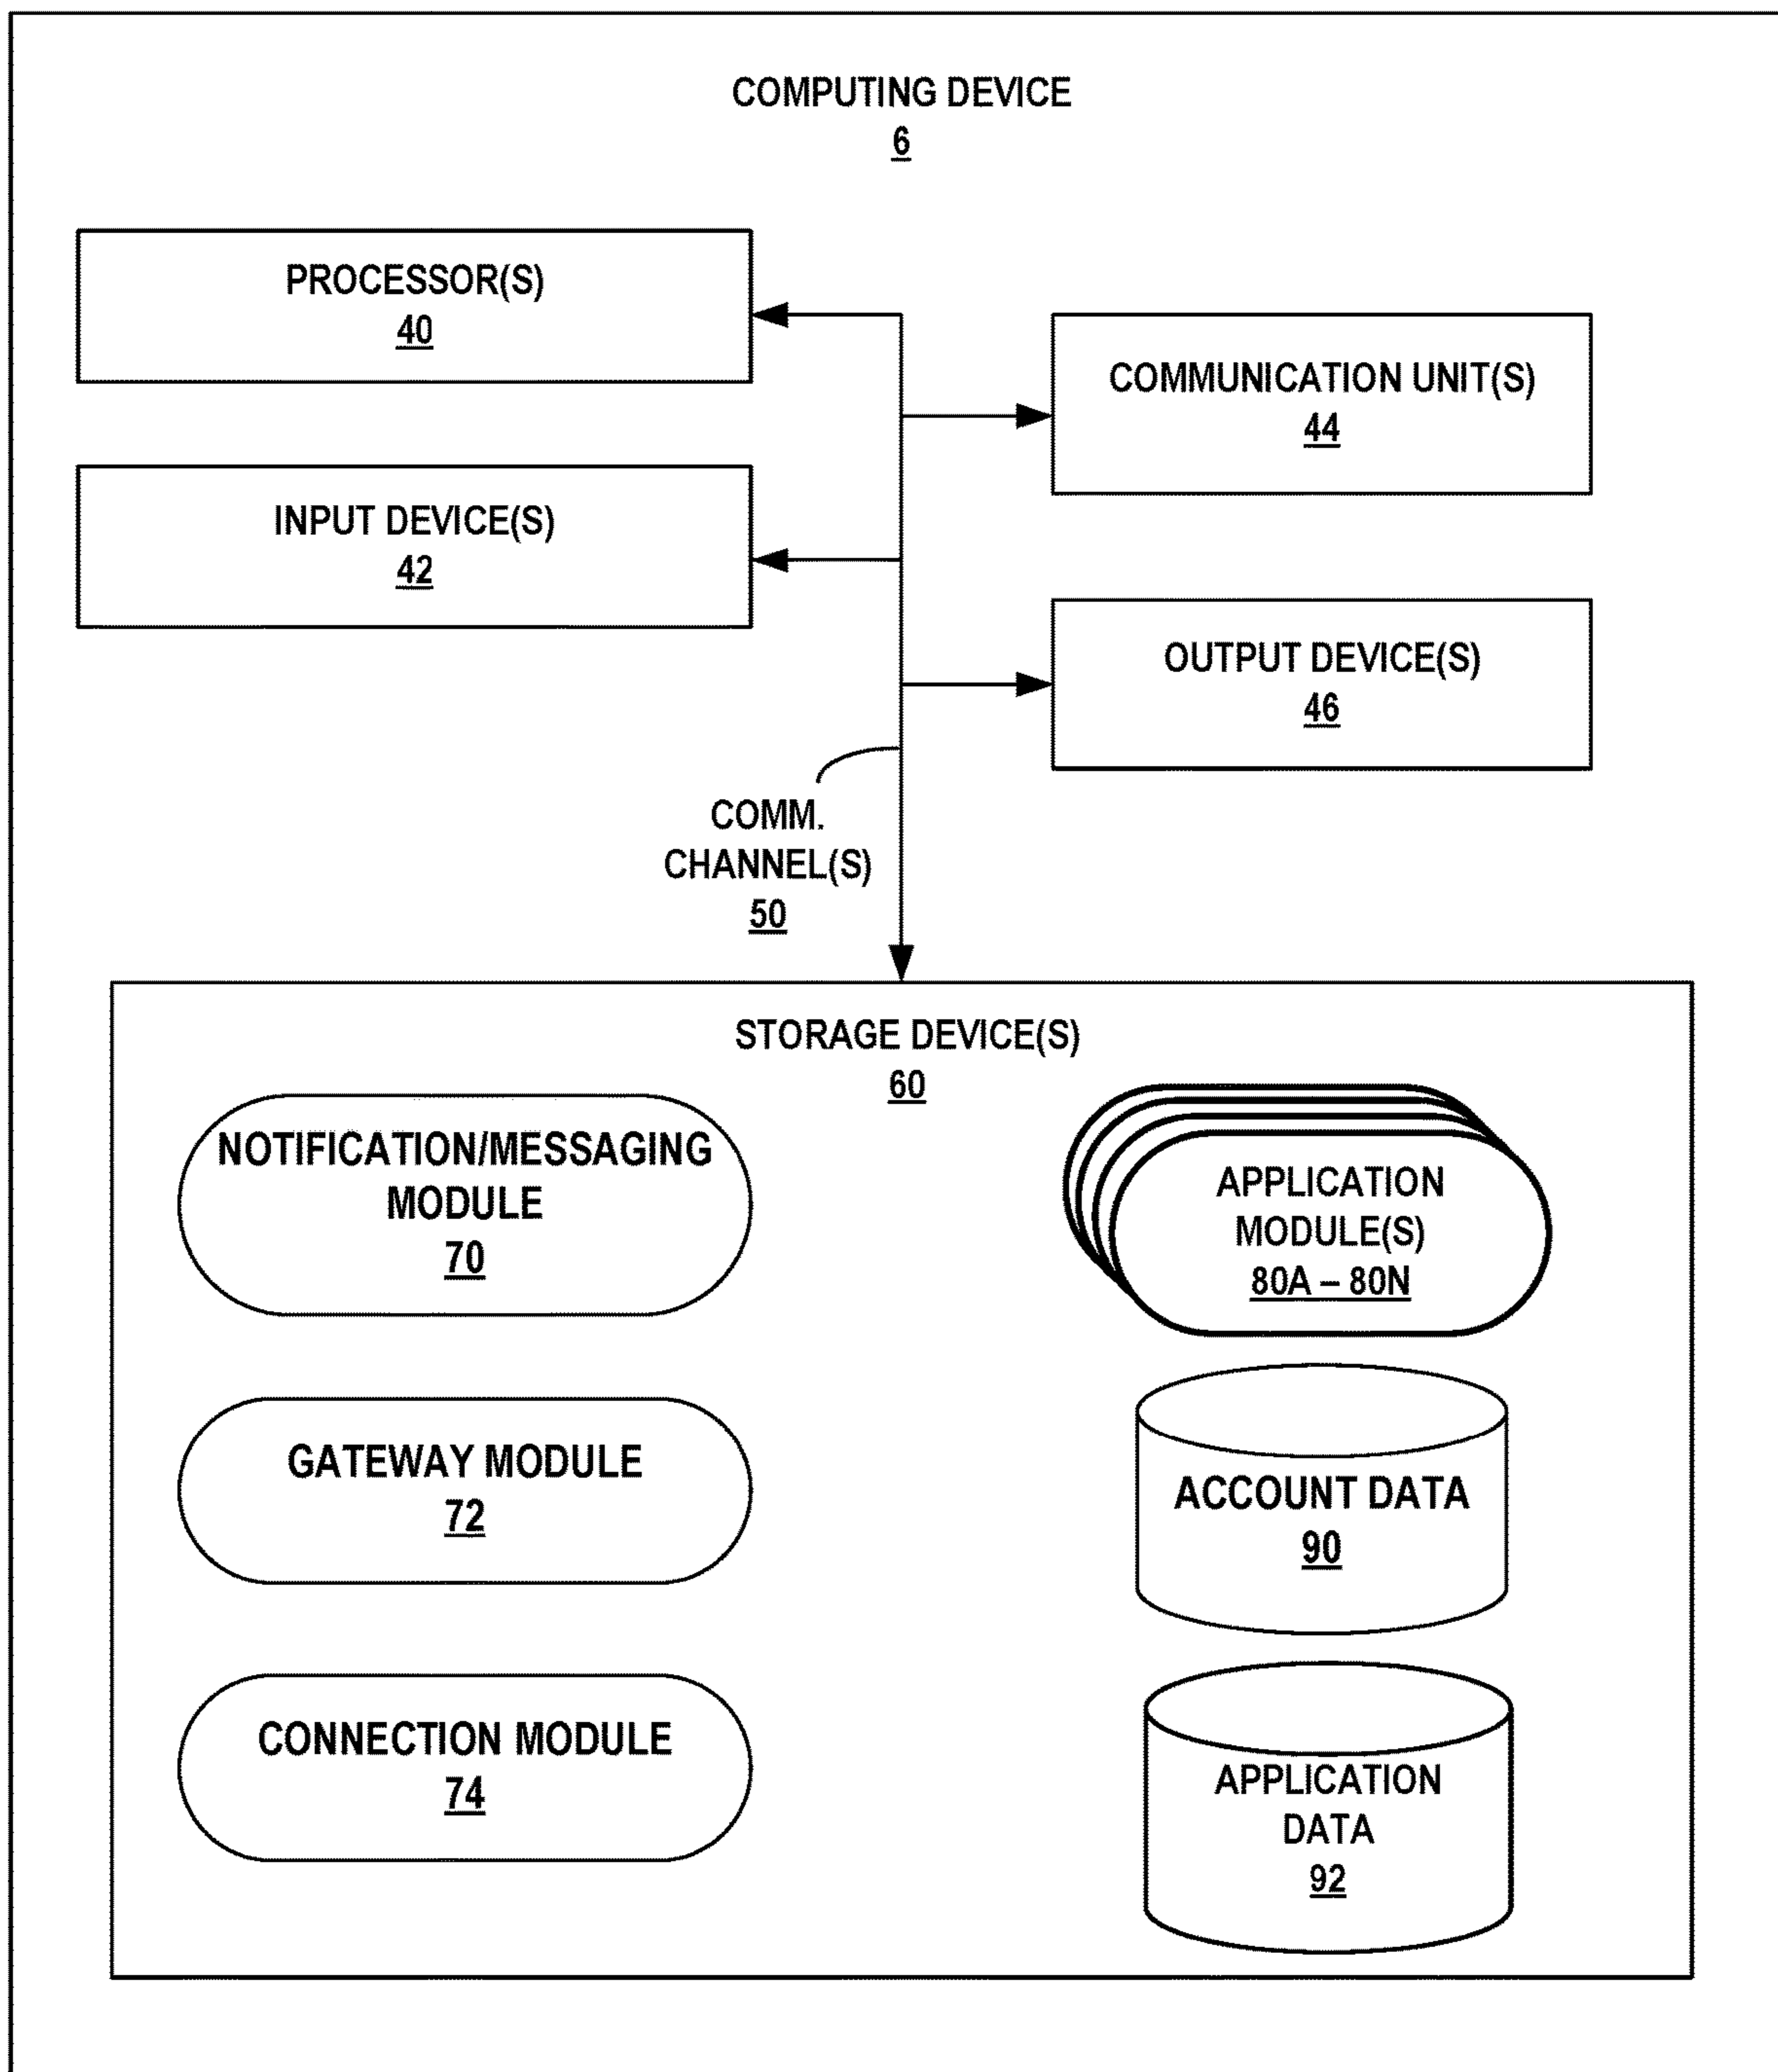 COMPUTING DEVICE
6
PROCESSOR(S)
40
COMMUNICATION UNIT(S)
44
INPUT DEVICE(S)
42
OUTPUT DEVICE(S)
46
COMM.
CHANNEL(S)
50
STORAGE DEVICE(S)
60
NOTIFICATION/MESSAGING
MODULE
70
APPLICATION
MODULE(S)
80A – 80N
GATEWAY MODULE
72
ACCOUNT DATA
90
CONNECTION MODULE
74
APPLICATION
DATA
92